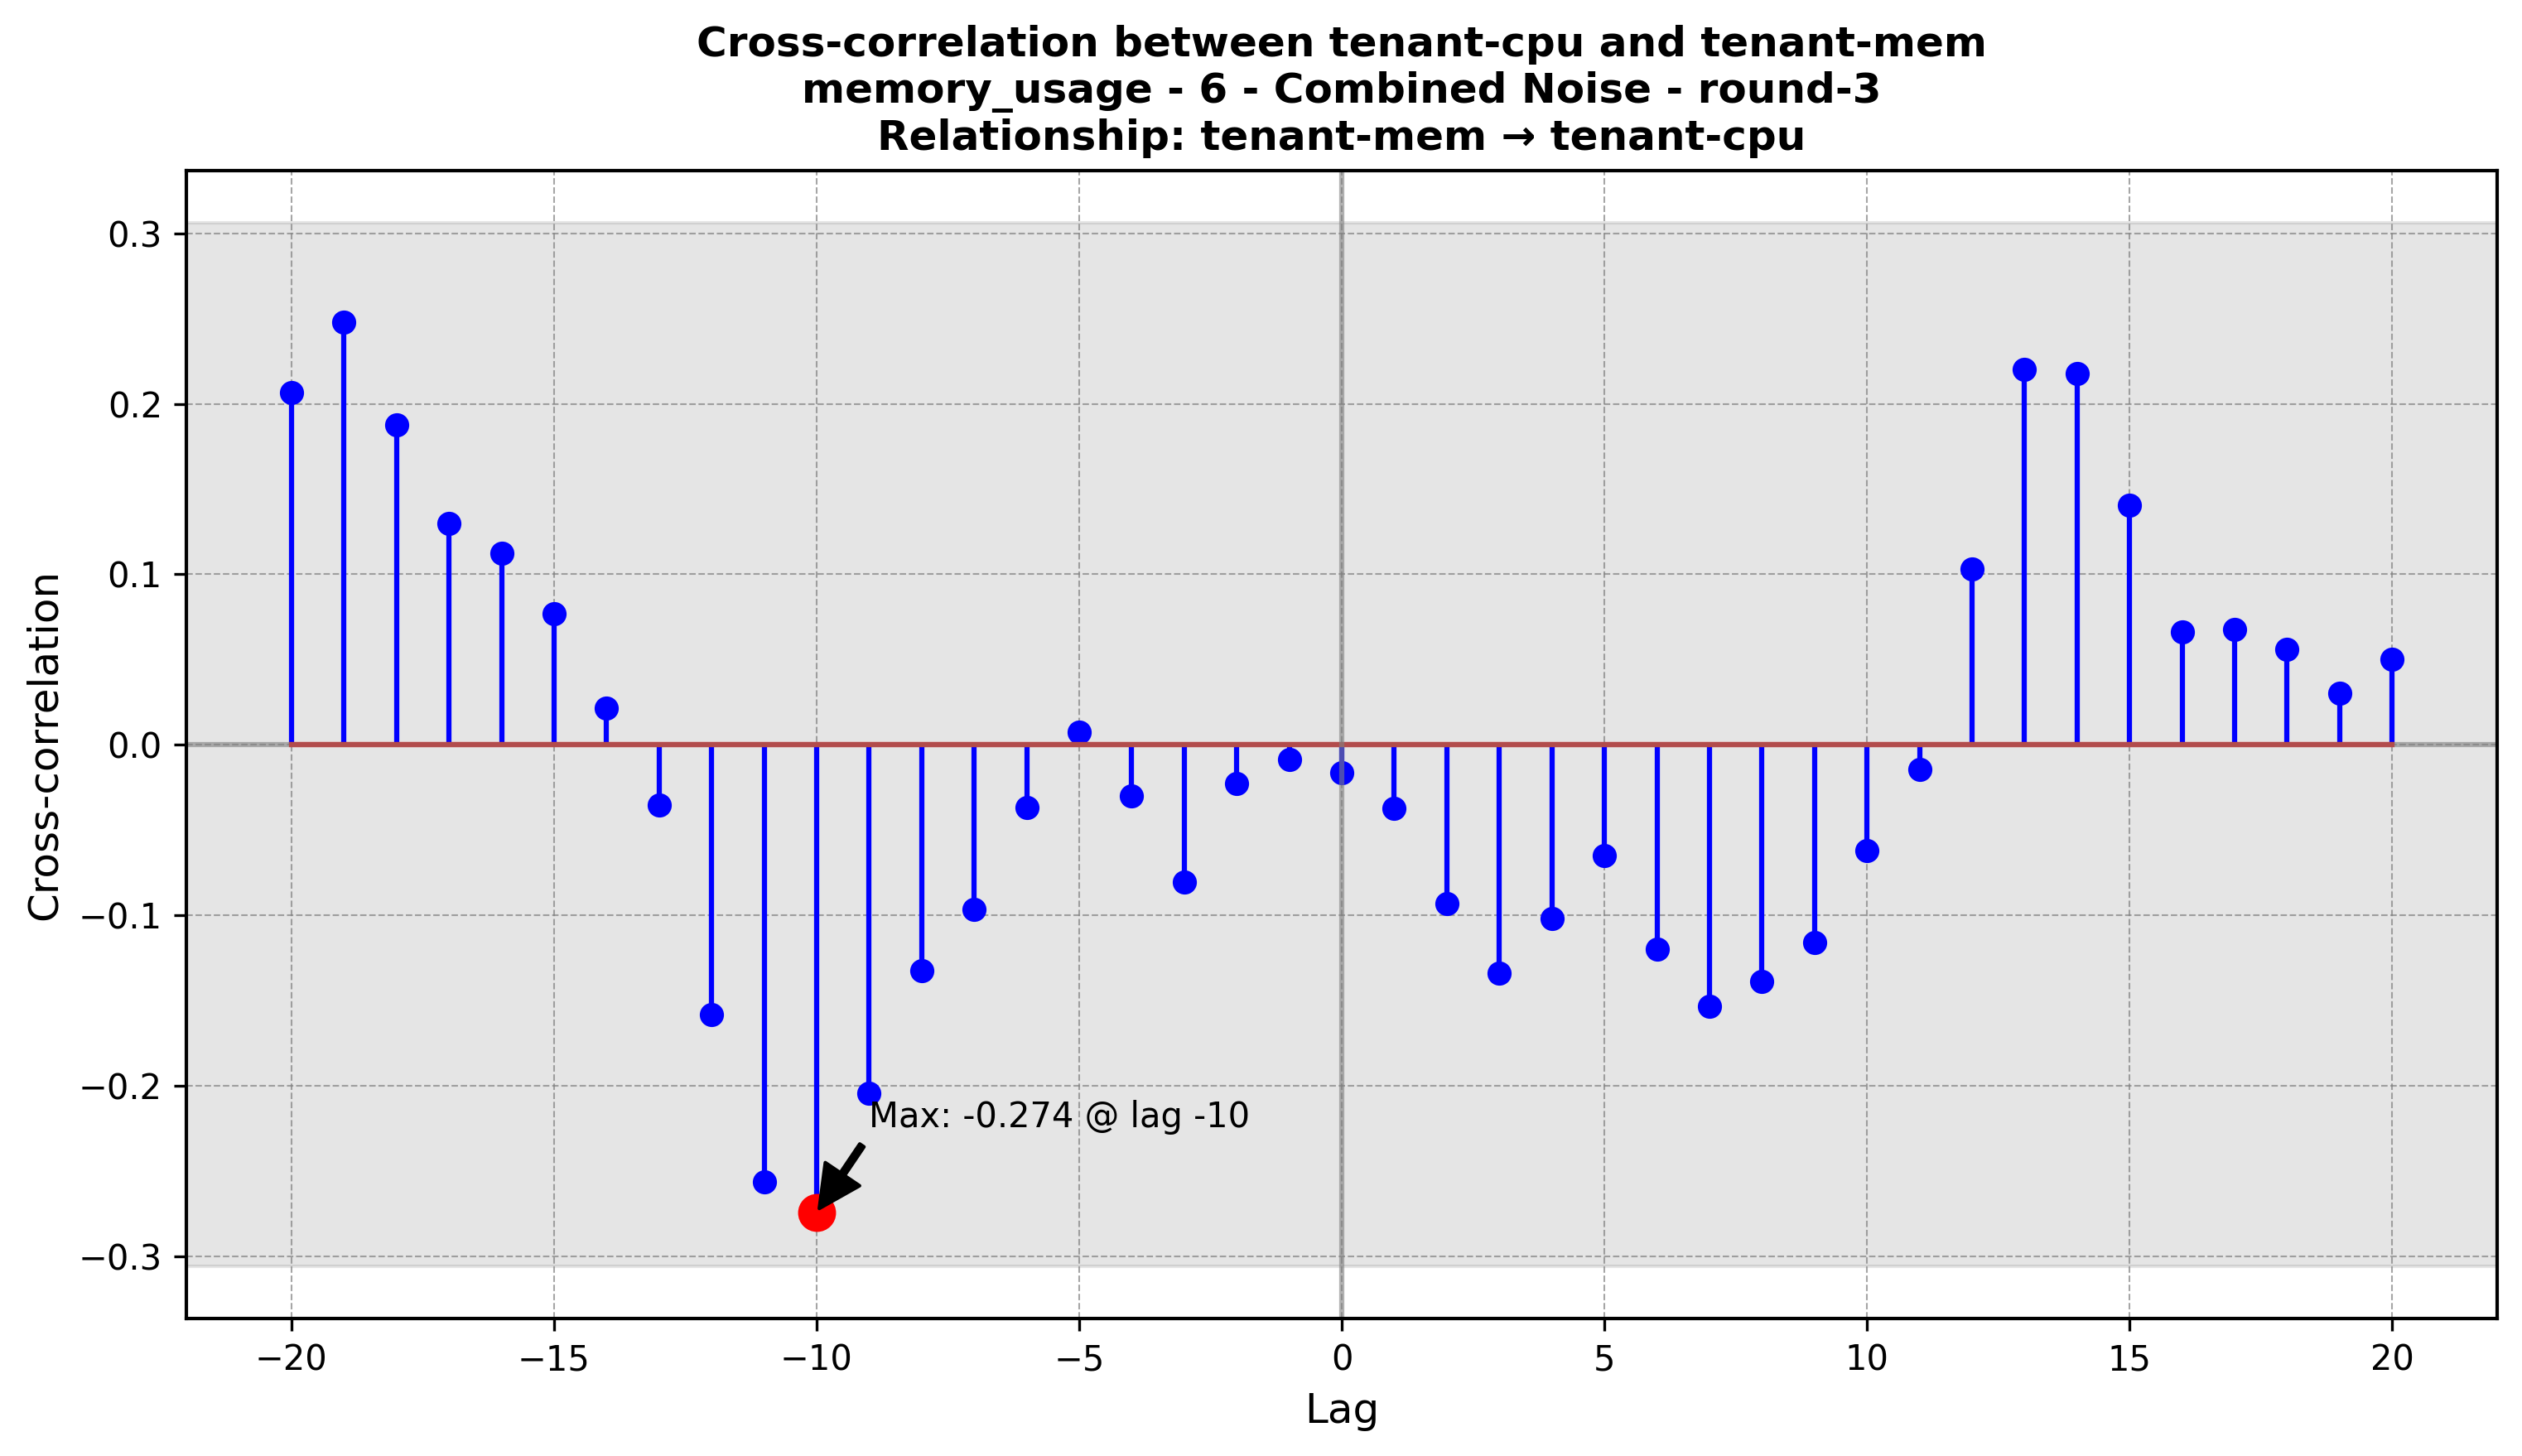 Cross-correlation between tenant-cpu and tenant-mem
memory_usage - 6 - Combined Noise - round-3
Relationship: tenant-mem → tenant-cpu
Cross-correlation
0.3
0.2
0.1
0.0
−0.1
−0.2
−0.3
Max: -0.274 @ lag -10
−20 −15 −10 −5 0 5 10 15 20
Lag